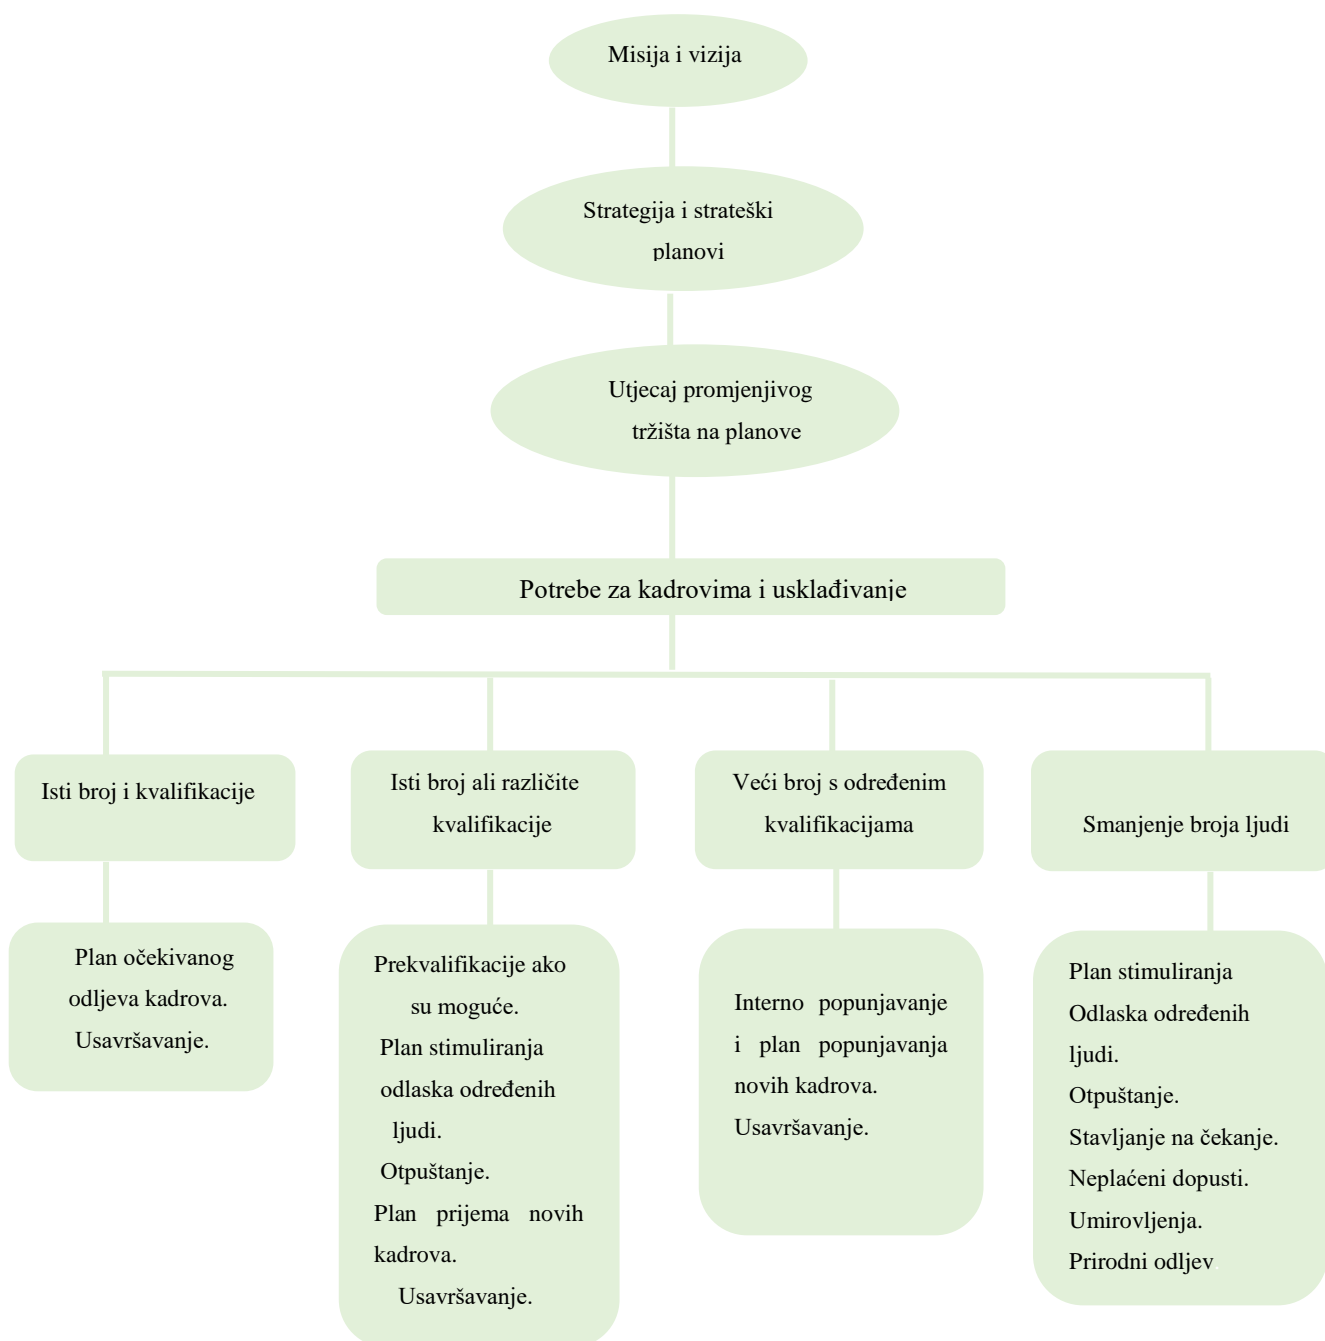 Misija i vizija
Strategija i strateški
planovi
Utjecaj promjenjivog
tržišta na planove
Potrebe za kadrovima i usklađivanje
Isti broj i kvalifikacije
Isti broj ali različite
kvalifikacije
Veći broj s određenim
kvalifikacijama
Smanjenje broja ljudi
Plan očekivanog
odljeva kadrova.
Usavršavanje.
Prekvalifikacije ako
su moguće.
Plan stimuliranja
odlaska određenih
ljudi.
Otpuštanje.
Plan prijema novih
kadrova.
Usavršavanje.
Interno popunjavanje
i plan popunjavanja
novih kadrova.
Usavršavanje.
Plan stimuliranja
Odlaska određenih
ljudi.
Otpuštanje.
Stavljanje na čekanje.
Neplaćeni dopusti.
Umirovljenja.
Prirodni odljev